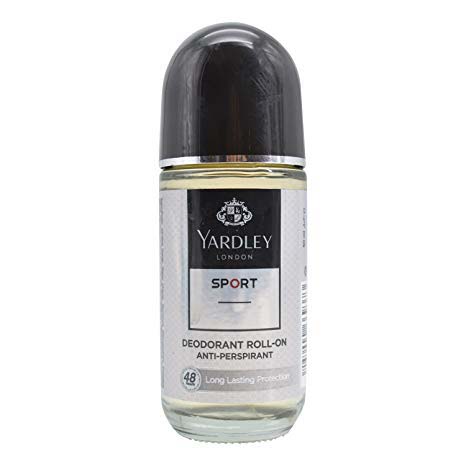 YARDLEY
LONDON
SPORT
DEODORANT ROLL-ON
ANTI-PERSPIRANT
48
Long Lasting Protection